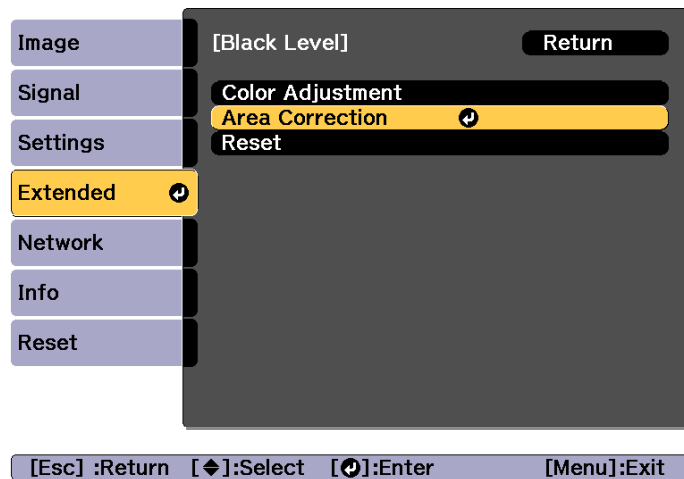 Image
Signal
Settings
Extended
Network
Info
Reset
[Black Level] Return
Color Adjustment
Area Correction
Reset
[Esc] :Return [◆]:Select [↵]:Enter [Menu]:Exit